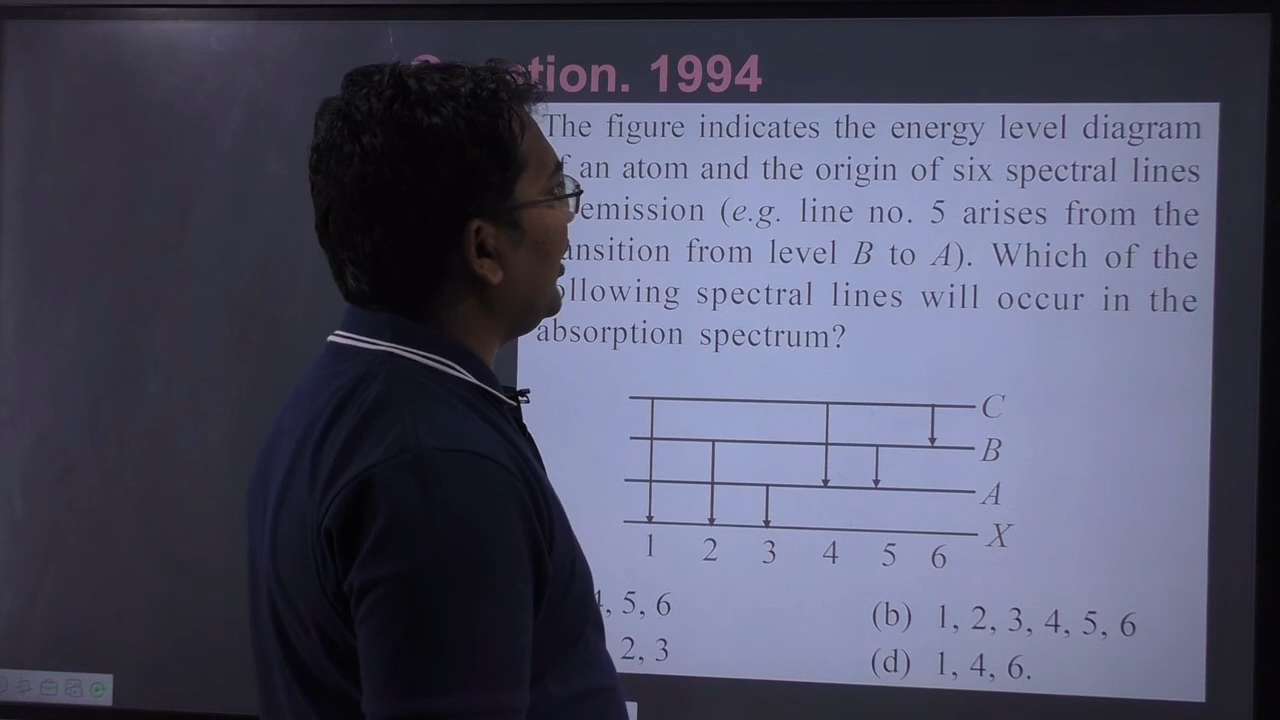 tion. 1994
The figure indicates the energy level diagram
an atom and the origin of six spectral lines
emission (e.g. line no. 5 arises from the
from level B to A). Which of the
spectral lines will occur in the
absorption spectrum?
C
B
A
X
1 2 3 4 5 6
, 5, 6
(b) 1, 2, 3, 4, 5, 6
2, 3
(d) 1, 4, 6.